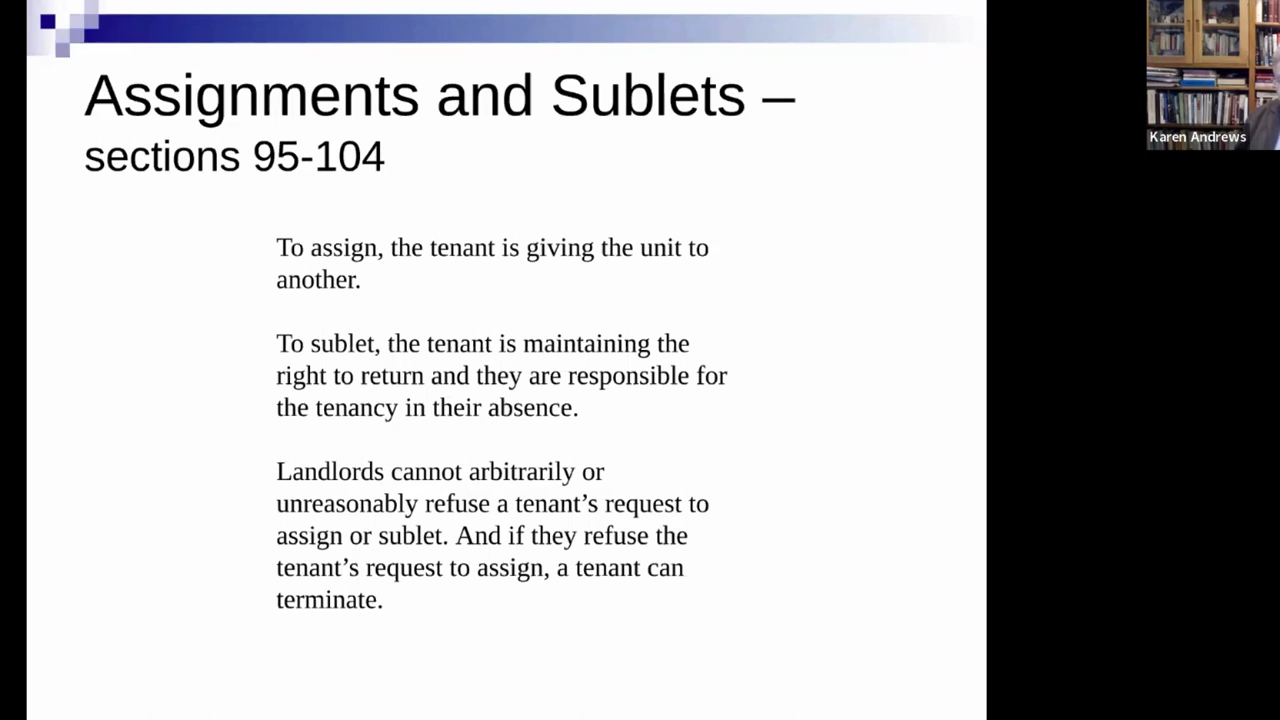 Assignments and Sublets –
sections 95-104
To assign, the tenant is giving the unit to
another.
To sublet, the tenant is maintaining the
right to return and they are responsible for
the tenancy in their absence.
Landlords cannot arbitrarily or
unreasonably refuse a tenant’s request to
assign or sublet. And if they refuse the
tenant’s request to assign, a tenant can
terminate.
Karen Andrews